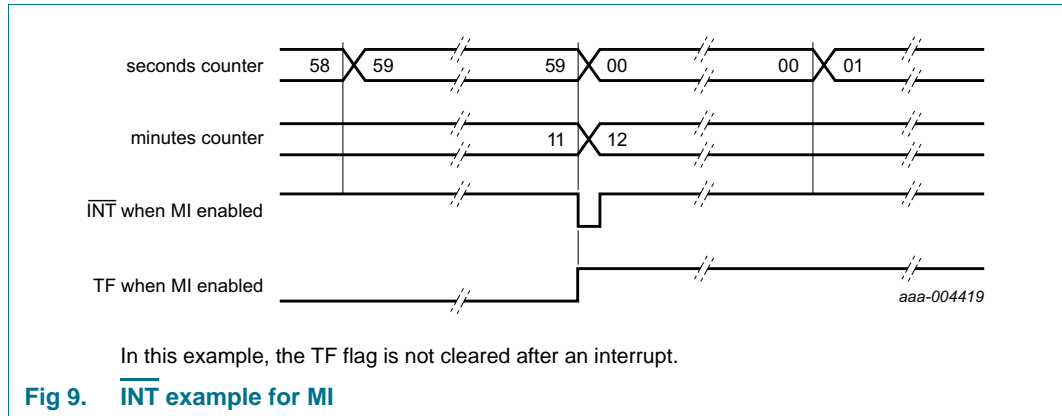 seconds counter 58 59 59 00 00 01
minutes counter 11 12
INT when MI enabled
TF when MI enabled
aaa-004419
In this example, the TF flag is not cleared after an interrupt.
Fig 9. INT example for MI